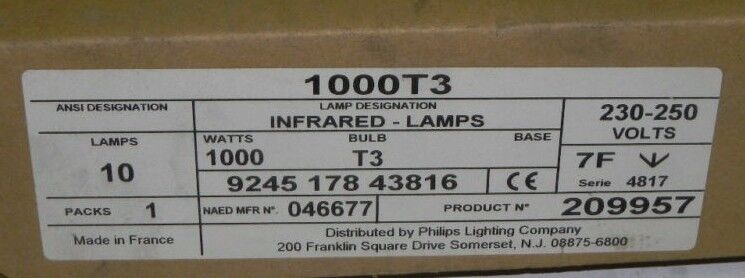 1000T3
ANSI DESIGNATION
LAMP DESIGNATION
INFRARED - LAMPS
230-250
VOLTS
LAMPS
10
WATTS BULB BASE
1000 T3
7F
Serie 4817
9245 178 43816 CE
PACKS 1
NAED MFR Nº. 046677
PRODUCT Nº 209957
Made in France
Distributed by Philips Lighting Company
200 Franklin Square Drive Somerset, N.J. 08875-6800